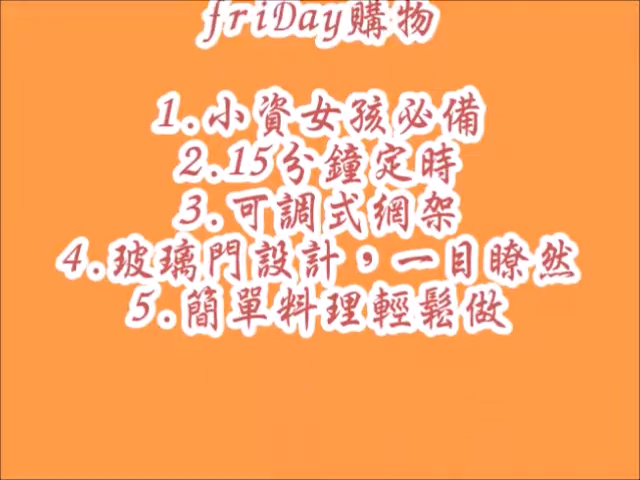 friDay購物
1.小資女孩必備
2.15分鐘定時
3.可調式網架
4.玻璃門設計，一目瞭然
5.簡單料理輕鬆做